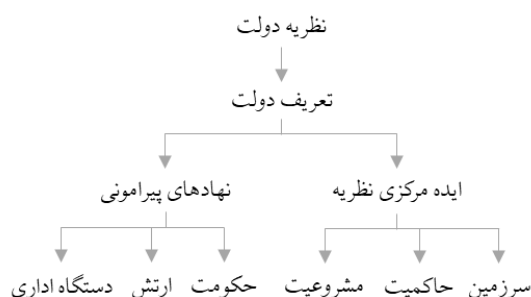 نظریه دولت
تعریف دولت
ایده مرکزی نظریه نهادهای پیرامونی
سرزمین حاکمیت مشروعیت حکومت ارتش دستگاه اداری